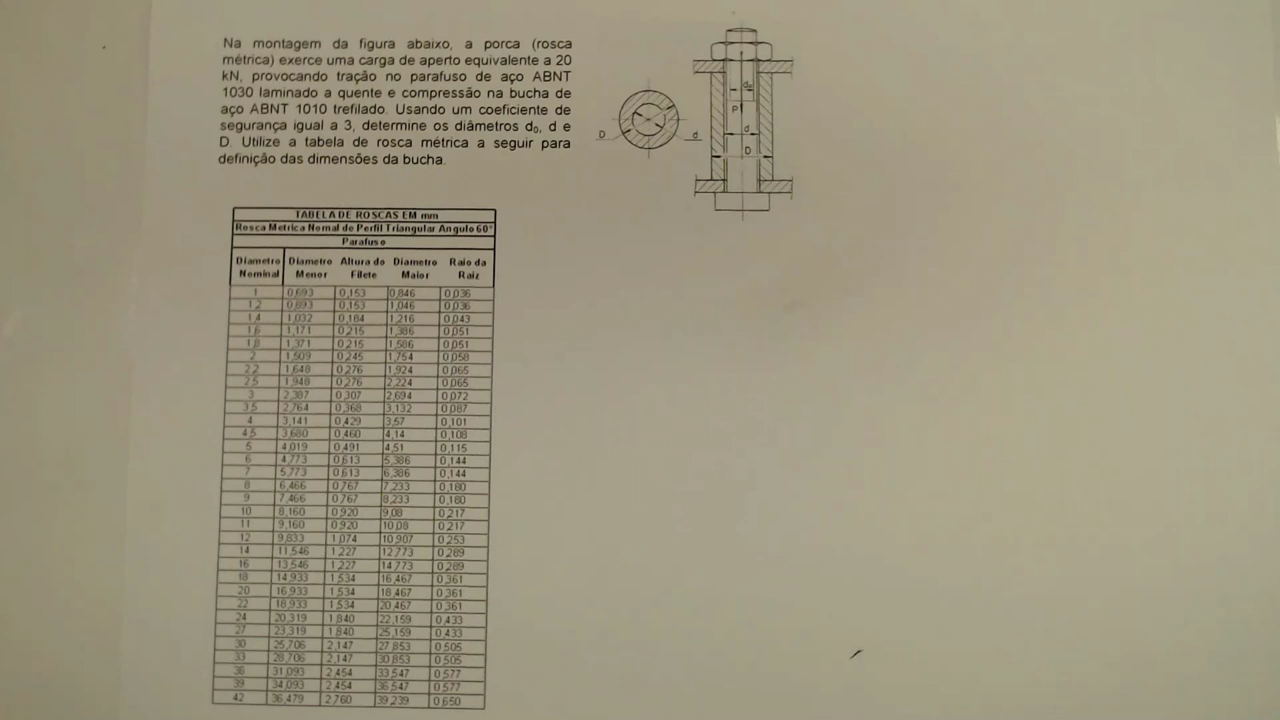 Na montagem da figura abaixo, a porca (rosca
métrica) exerce uma carga de aperto equivalente a 20
kN, provocando tração no parafuso de aço ABNT
1030 laminado a quente e compressão na bucha de
aço ABNT 1010 trefilado. Usando um coeficiente de
segurança igual a 3, determine os diâmetros d₀, d e
D. Utilize a tabela de rosca métrica a seguir para
definição das dimensões da bucha.
D d
d₀
P
d
D
TABELA DE ROSCAS EM mm
Rosca Metrica Nomal de Perfil Triangular Angulo 60°
Parafuso
Diametro Nominal Diametro Menor Altura do Filete Diametro Maior Raio da Raiz
1 0,693 0,153 0,846 0,036
1,2 0,893 0,153 1,046 0,036
1,4 1,032 0,184 1,216 0,043
1,6 1,171 0,215 1,386 0,051
1,8 1,371 0,215 1,586 0,051
2 1,509 0,245 1,754 0,058
2,2 1,648 0,276 1,924 0,065
2,5 1,948 0,276 2,224 0,065
3 2,387 0,307 2,694 0,072
3,5 2,764 0,368 3,132 0,087
4 3,141 0,429 3,57 0,101
4,5 3,680 0,460 4,14 0,108
5 4,019 0,491 4,51 0,115
6 4,773 0,613 5,386 0,144
7 5,773 0,613 6,386 0,144
8 6,466 0,767 7,233 0,180
9 7,466 0,767 8,233 0,180
10 8,160 0,920 9,08 0,217
11 9,160 0,920 10,08 0,217
12 9,833 1,074 10,907 0,253
14 11,546 1,227 12,773 0,289
16 13,546 1,227 14,773 0,289
18 14,933 1,534 16,467 0,361
20 16,933 1,534 18,467 0,361
22 18,933 1,534 20,467 0,361
24 20,319 1,840 22,159 0,433
27 23,319 1,840 25,159 0,433
30 25,706 2,147 27,853 0,505
33 28,706 2,147 30,853 0,505
36 31,093 2,454 33,547 0,577
39 34,093 2,454 36,547 0,577
42 36,479 2,760 39,239 0,650